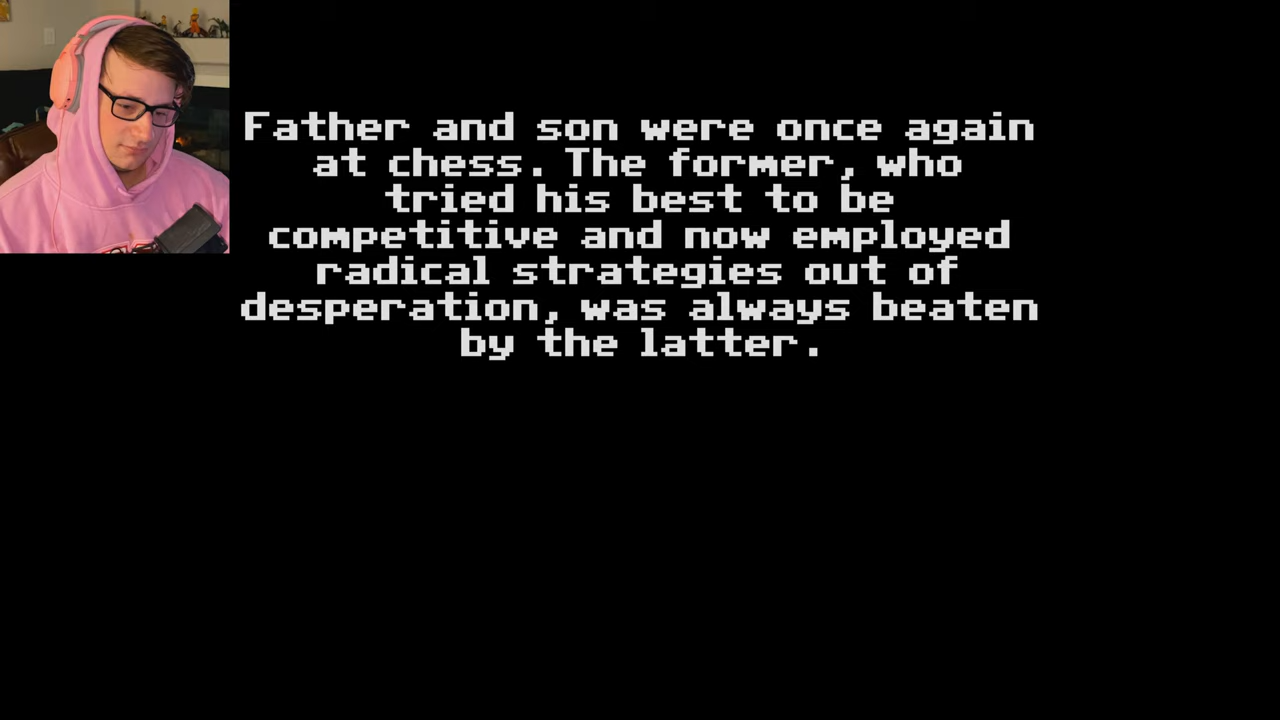 Father and son were once again
at chess. The former, who
tried his best to be
competitive and now employed
radical strategies out of
desperation, was always beaten
by the latter.